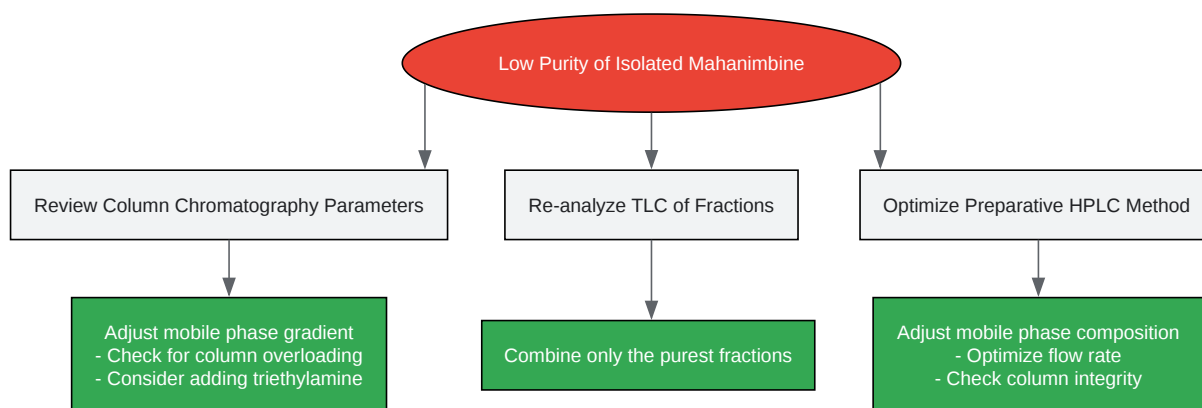 Low Purity of Isolated Mahanimbine
Review Column Chromatography Parameters
Re-analyze TLC of Fractions
Optimize Preparative HPLC Method
Adjust mobile phase gradient
- Check for column overloading
- Consider adding triethylamine
Combine only the purest fractions
Adjust mobile phase composition
- Optimize flow rate
- Check column integrity